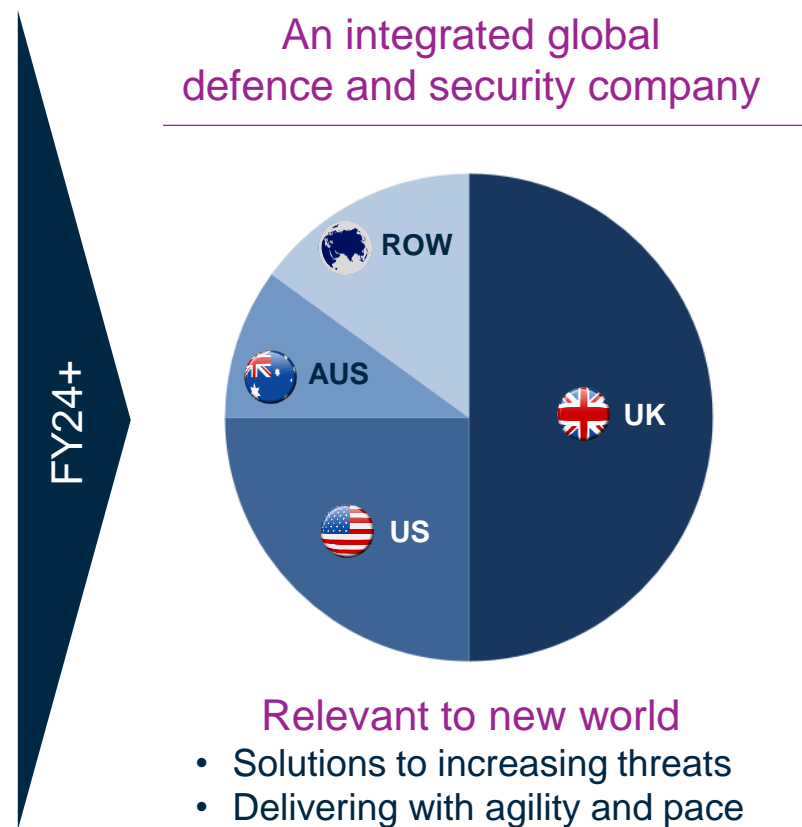 An integrated global
defence and security company
FY24+
ROW
AUS
UK
US
Relevant to new world
• Solutions to increasing threats
• Delivering with agility and pace